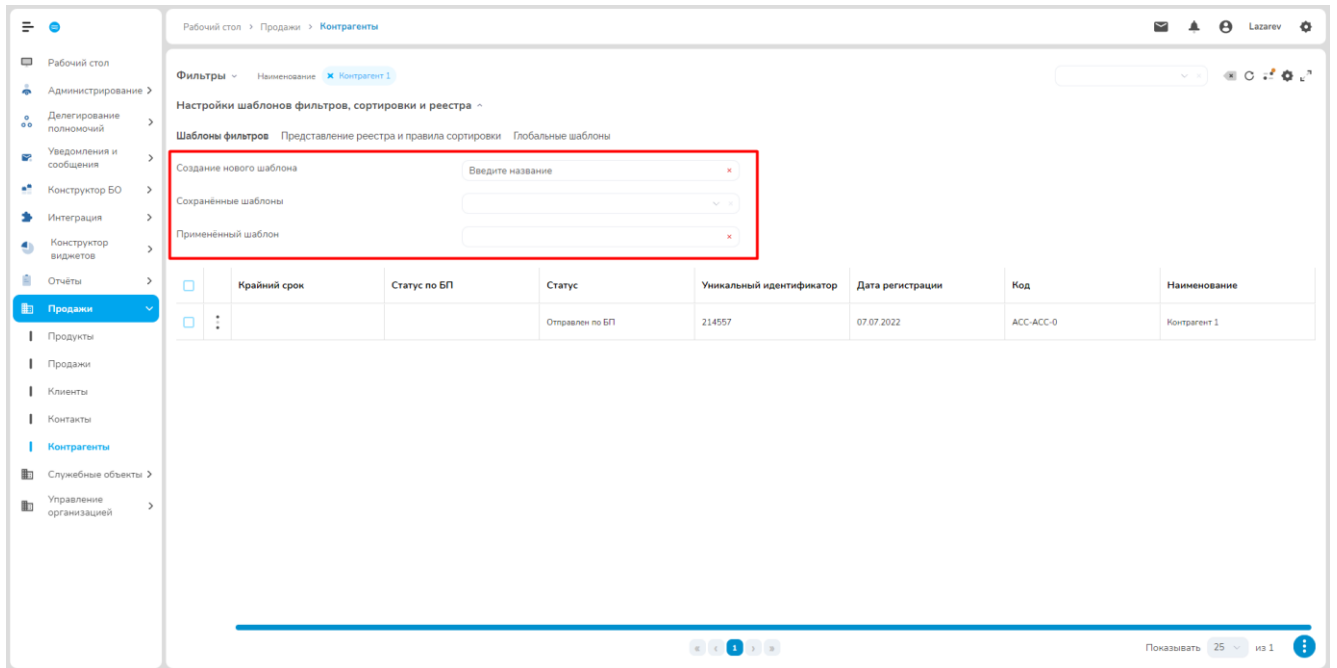 Рабочий стол > Продажи > Контрагенты
Lazarev
Рабочий стол
Администрирование
Делегирование
полномочий
Уведомления и
сообщения
Конструктор БО
Интеграция
Конструктор
виджетов
Отчёты
Продажи
Продукты
Продажи
Клиенты
Контакты
Контрагенты
Служебные объекты
Управление
организацией
Фильтры Наименование × Контрагент 1
Настройки шаблонов фильтров, сортировки и реестра
Шаблоны фильтров Представление реестра и правила сортировки Глобальные шаблоны
Создание нового шаблона Введите название
Сохранённые шаблоны
Применённый шаблон
Крайний срок Статус по БП Статус Уникальный идентификатор Дата регистрации Код Наименование
Отправлен по БП 214557 07.07.2022 ACC-ACC-0 Контрагент 1
« ‹ 1 › »
Показывать 25 из 1